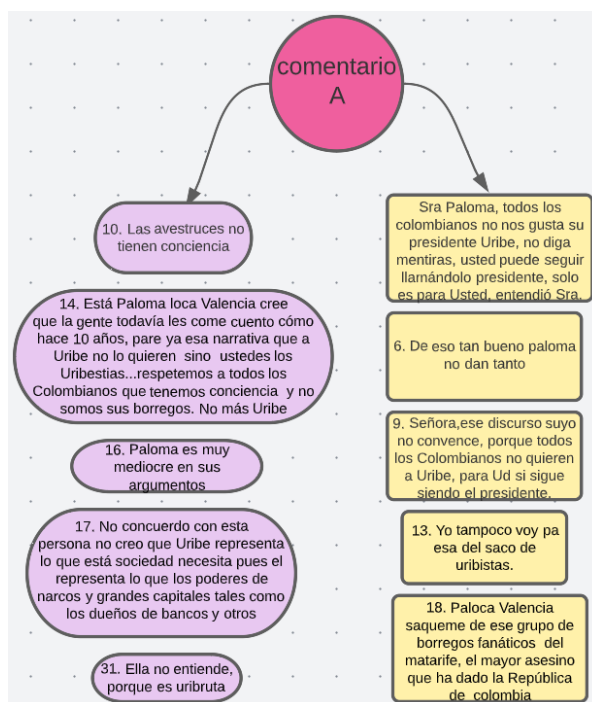 comentario
A
10. Las avestruces no
tienen conciencia
14. Está Paloma loca Valencia cree
que la gente todavía les come cuento cómo
hace 10 años, pare ya esa narrativa que a
Uribe no lo quieren sino ustedes los
Uribestias...respetemos a todos los
Colombianos que tenemos conciencia y no
somos sus borregos. No más Uribe
16. Paloma es muy
mediocre en sus
argumentos
17. No concuerdo con esta
persona no creo que Uribe representa
lo que está sociedad necesita pues el
representa lo que los poderes de
narcos y grandes capitales tales como
los dueños de bancos y otros
31. Ella no entiende,
porque es uribruta
Sra Paloma, todos los
colombianos no nos gusta su
presidente Uribe, no diga
mentiras, usted puede seguir
llamándolo presidente, solo
es para Usted, entendió Sra.
6. De eso tan bueno paloma
no dan tanto
9. Señora,ese discurso suyo
no convence, porque todos
los Colombianos no quieren
a Uribe, para Ud si sigue
siendo el presidente.
13. Yo tampoco voy pa
esa del saco de
uribistas.
18. Paloca Valencia
saqueme de ese grupo de
borregos fanáticos del
matarife, el mayor asesino
que ha dado la República
de colombia